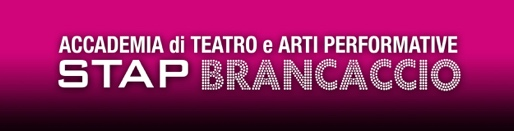 ACCADEMIA di TEATRO e ARTI PERFORMATIVE
STAP BRANCACCIO